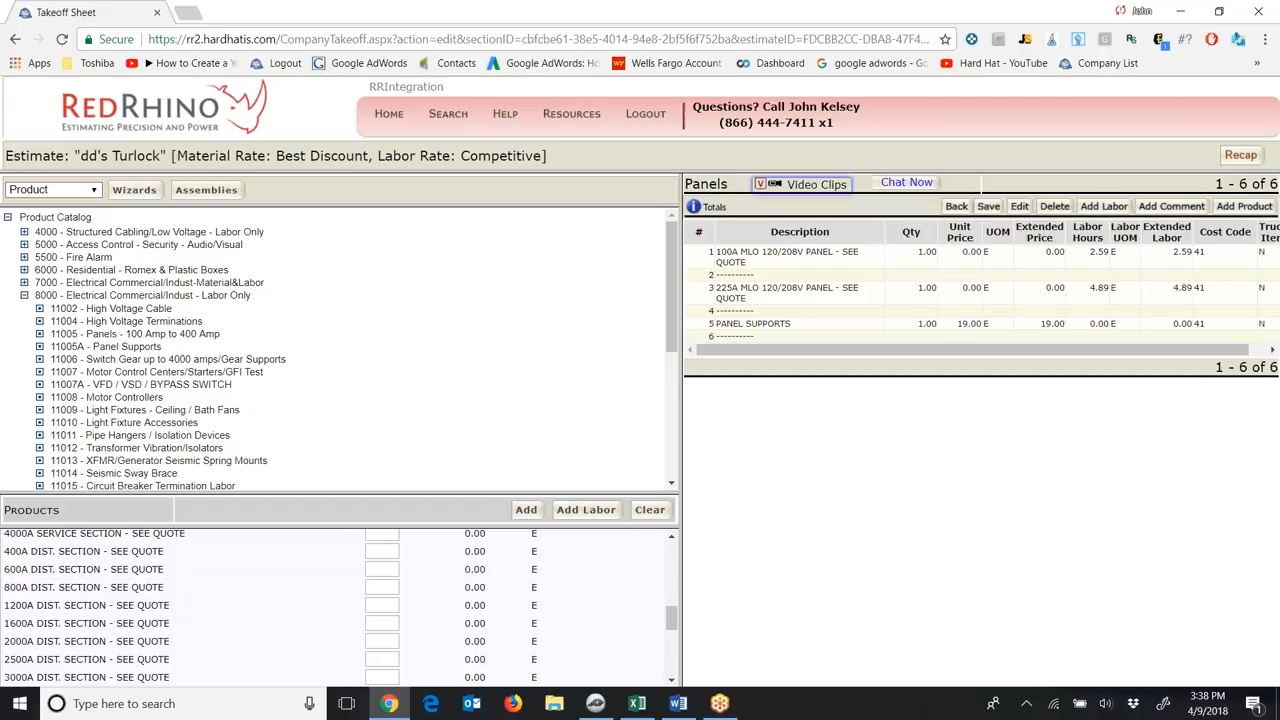 Takeoff Sheet
John
Secure
https://rr2.hardhatis.com/CompanyTakeoff.aspx?action=edit&sectionID=cbfcbe61-38e5-4014-94e8-2bf5f6f752ba&estimateID=FDCBB2CC-DBA8-47F4...
Apps Toshiba ► How to Create a Y Logout Google AdWords Contacts Google AdWords: Ho Wells Fargo Account Dashboard google adwords - Go Hard Hat - YouTube Company List »
RRIntegration
REDRHINO
ESTIMATING PRECISION AND POWER
HOME SEARCH HELP RESOURCES LOGOUT
Questions? Call John Kelsey
(866) 444-7411 x1
Estimate: "dd's Turlock" [Material Rate: Best Discount, Labor Rate: Competitive]
Recap
Product Wizards Assemblies
Product Catalog
4000 - Structured Cabling/Low Voltage - Labor Only
5000 - Access Control - Security - Audio/Visual
5500 - Fire Alarm
6000 - Residential - Romex & Plastic Boxes
7000 - Electrical Commercial/Indust-Material&Labor
8000 - Electrical Commercial/Indust - Labor Only
11002 - High Voltage Cable
11004 - High Voltage Terminations
11005 - Panels - 100 Amp to 400 Amp
11005A - Panel Supports
11006 - Switch Gear up to 4000 amps/Gear Supports
11007 - Motor Control Centers/Starters/GFI Test
11007A - VFD / VSD / BYPASS SWITCH
11008 - Motor Controllers
11009 - Light Fixtures - Ceiling / Bath Fans
11010 - Light Fixture Accessories
11011 - Pipe Hangers / Isolation Devices
11012 - Transformer Vibration/Isolators
11013 - XFMR/Generator Seismic Spring Mounts
11014 - Seismic Sway Brace
11015 - Circuit Breaker Termination Labor
PRODUCTS Add Add Labor Clear
4000A SERVICE SECTION - SEE QUOTE 0.00 E
400A DIST. SECTION - SEE QUOTE 0.00 E
600A DIST. SECTION - SEE QUOTE 0.00 E
800A DIST. SECTION - SEE QUOTE 0.00 E
1200A DIST. SECTION - SEE QUOTE 0.00 E
1600A DIST. SECTION - SEE QUOTE 0.00 E
2000A DIST. SECTION - SEE QUOTE 0.00 E
2500A DIST. SECTION - SEE QUOTE 0.00 E
3000A DIST. SECTION - SEE QUOTE 0.00 E
Panels Video Clips Chat Now 1 - 6 of 6
Totals Back Save Edit Delete Add Labor Add Comment Add Product
# Description Qty Unit Price UOM Extended Price Labor Hours Labor UOM Extended Labor Cost Code Truc Iten
1 100A MLO 120/208V PANEL - SEE QUOTE 1.00 0.00 E 0.00 2.59 E 2.59 41 N
2 ----------
3 225A MLO 120/208V PANEL - SEE QUOTE 1.00 0.00 E 0.00 4.89 E 4.89 41 N
4 ----------
5 PANEL SUPPORTS 1.00 19.00 E 19.00 0.00 E 0.00 41 N
6 ----------
1 - 6 of 6
Type here to search
3:38 PM
4/9/2018